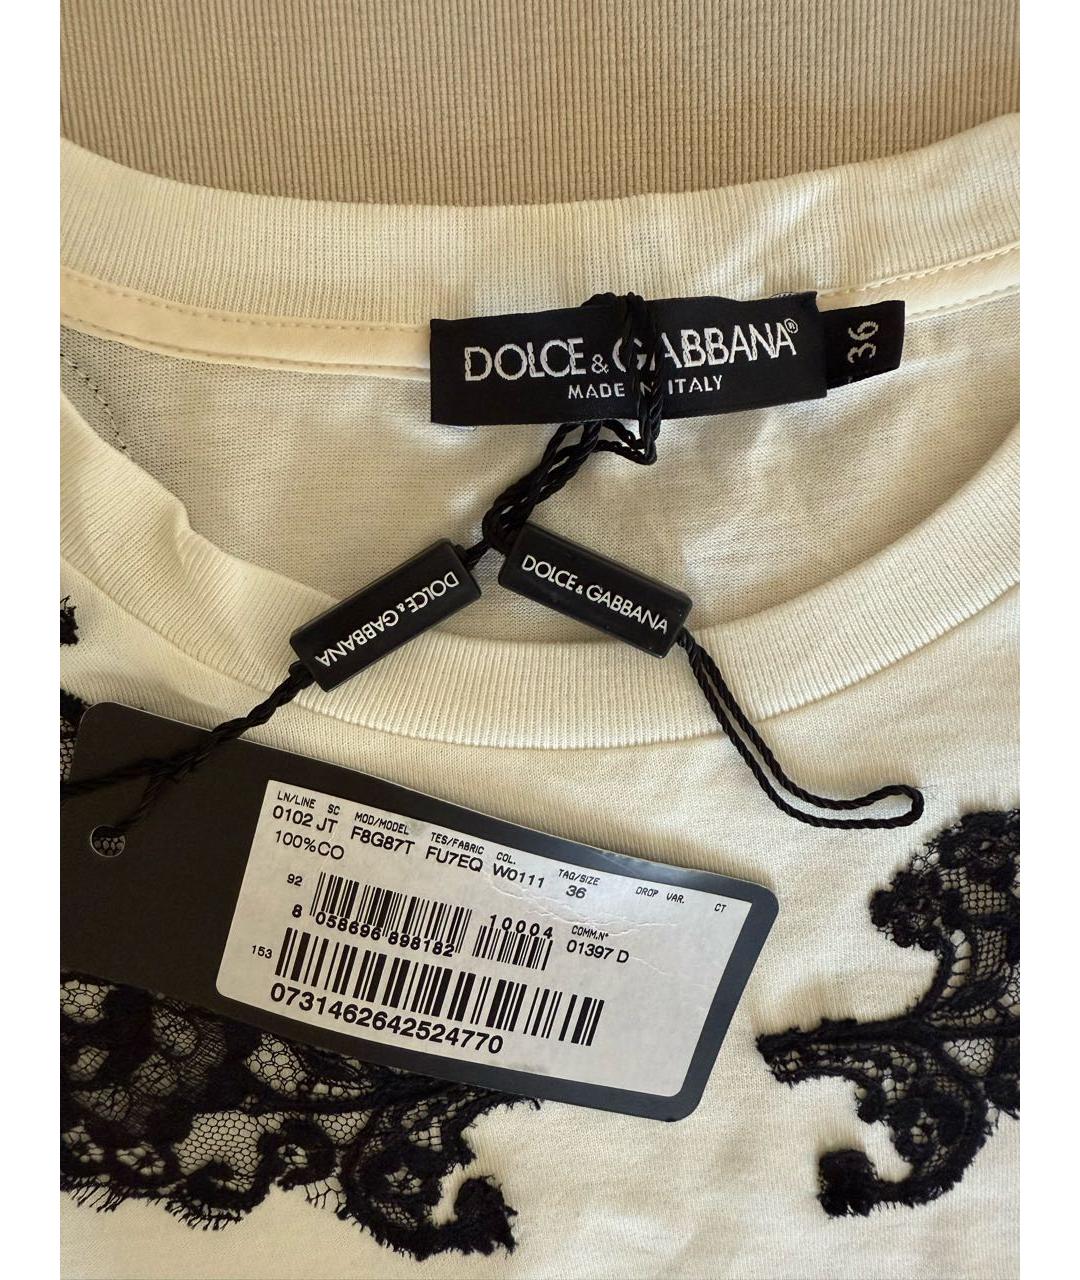 DOLCE & GABBANA®
MADE IN ITALY
36
DOLCE & GABBANA
DOLCE & GABBANA
LN/LINE SC MOD/MODEL TES/FABRIC COL. TAG/SIZE DROP VAR. CT
0102 JT F8G87T FU7EQ W0111 36
100%CO
92
8 058696 898182 10004
COMM.N°
01397 D
153
0731462642524770